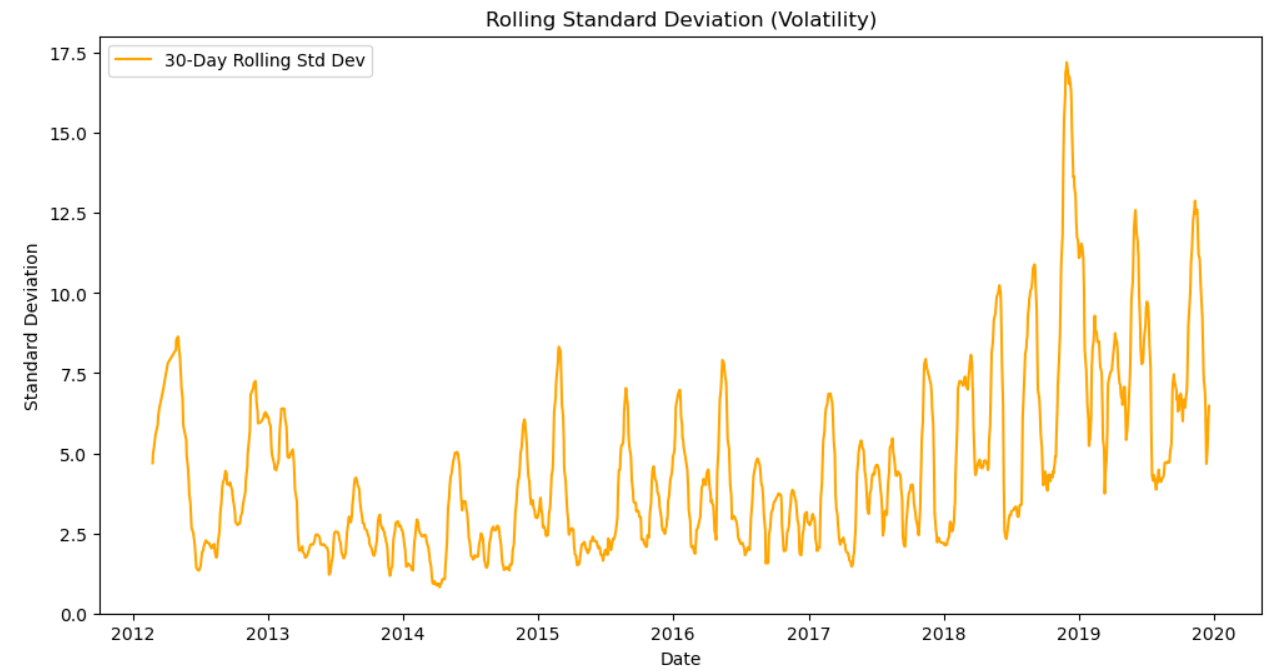 Rolling Standard Deviation (Volatility)
30-Day Rolling Std Dev
17.5
15.0
12.5
10.0
7.5
5.0
2.5
0.0
Standard Deviation
2012 2013 2014 2015 2016 2017 2018 2019 2020
Date